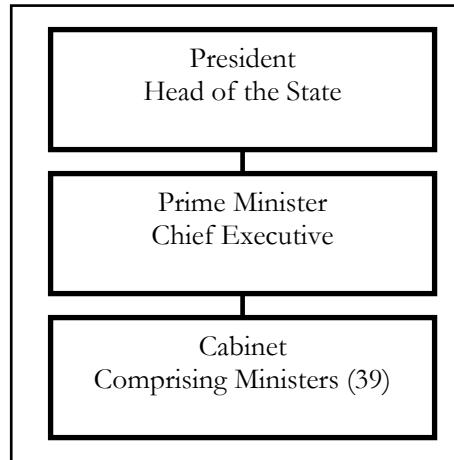 President
Head of the State
Prime Minister
Chief Executive
Cabinet
Comprising Ministers (39)